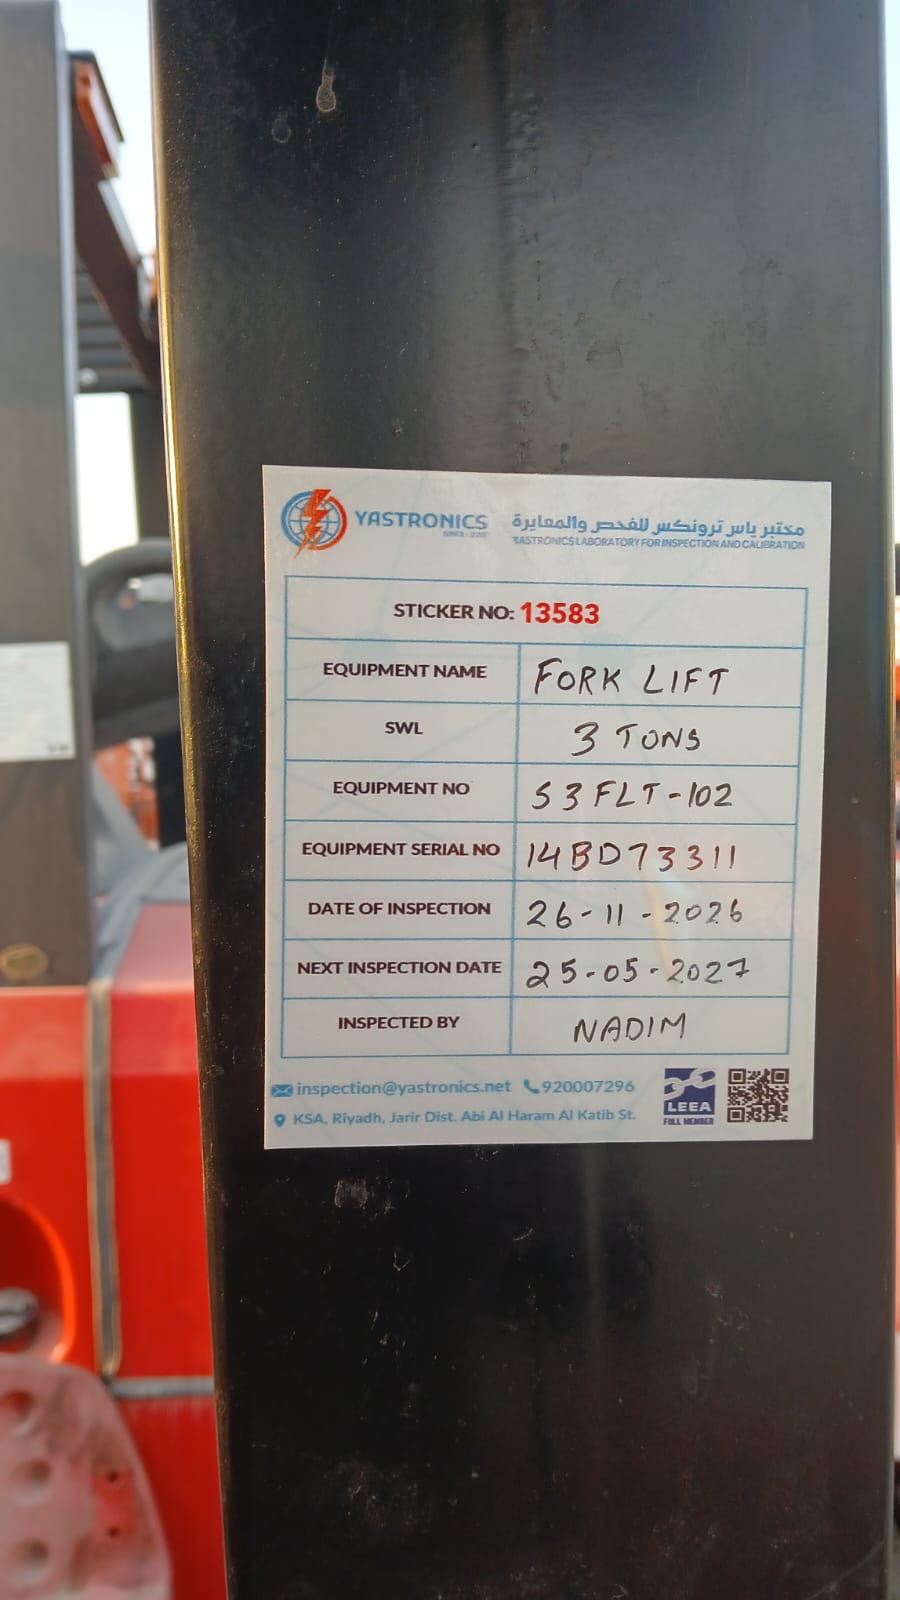 YASTRONICS
مختبر ياس ترونكس للفحص والمعايرة
YASTRONICS LABORATORY FOR INSPECTION AND CALIBRATION
STICKER NO: 13583
EQUIPMENT NAME FORK LIFT
SWL 3 TONS
EQUIPMENT NO S3FLT-102
EQUIPMENT SERIAL NO 14BD73311
DATE OF INSPECTION 26-11-2026
NEXT INSPECTION DATE 25-05-2027
INSPECTED BY NADIM
inspection@yastronics.net 920007296
KSA, Riyadh, Jarir Dist. Abi Al Haram Al Katib St.
LEEA
FULL MEMBER